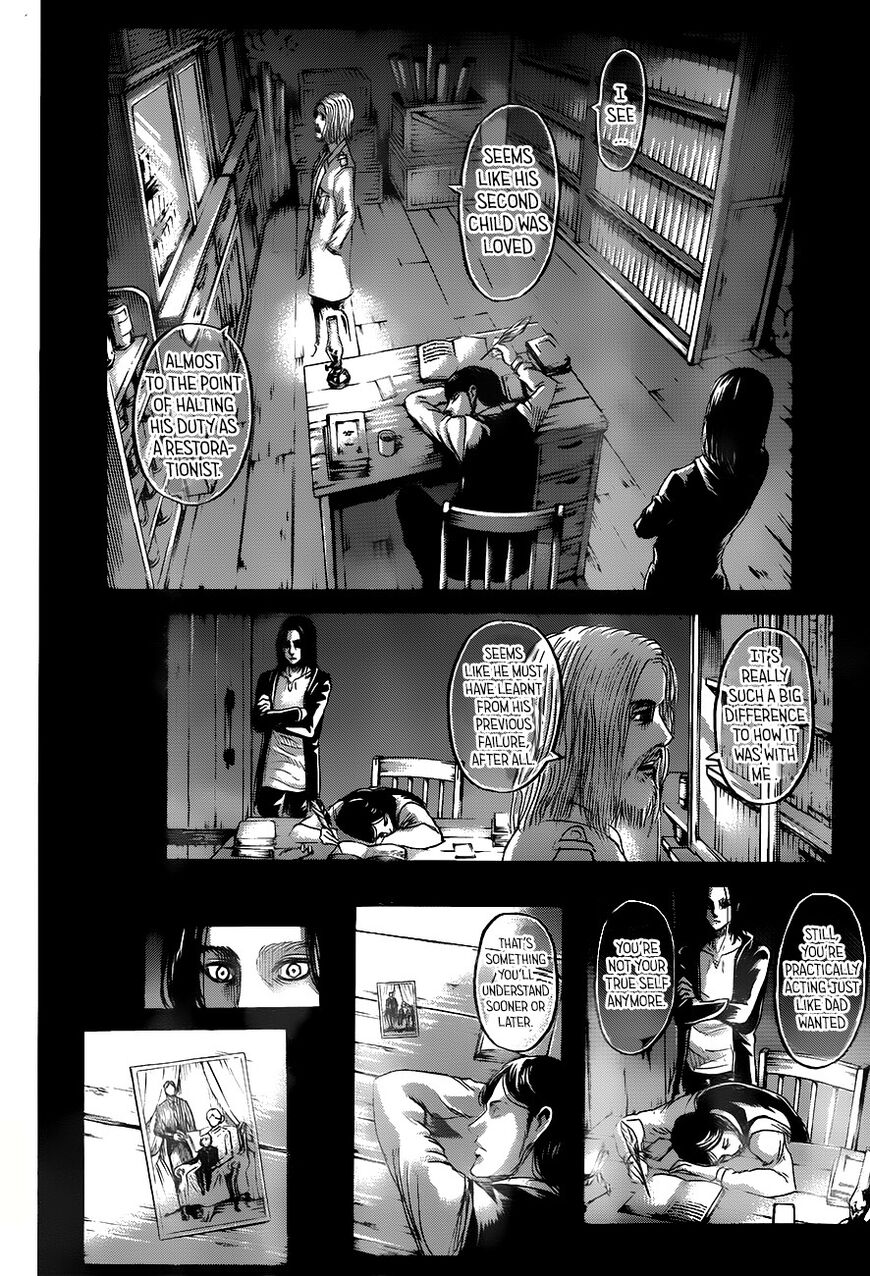 I
SEE
...
SEEMS
LIKE HIS
SECOND
CHILD WAS
LOVED
ALMOST
TO THE POINT
OF HALTING
HIS DUTY AS
A RESTORA-
TIONIST.
IT'S
REALLY
SUCH A BIG
DIFFERENCE
TO HOW IT
WAS WITH
ME.
SEEMS
LIKE HE MUST
HAVE LEARNT
FROM HIS
PREVIOUS
FAILURE,
AFTER ALL.
STILL,
YOU'RE
PRACTICALLY
ACTING JUST
LIKE DAD
WANTED
YOU'RE
NOT YOUR
TRUE SELF
ANYMORE.
THAT'S
SOMETHING
YOU'LL
UNDERSTAND
SOONER OR
LATER.